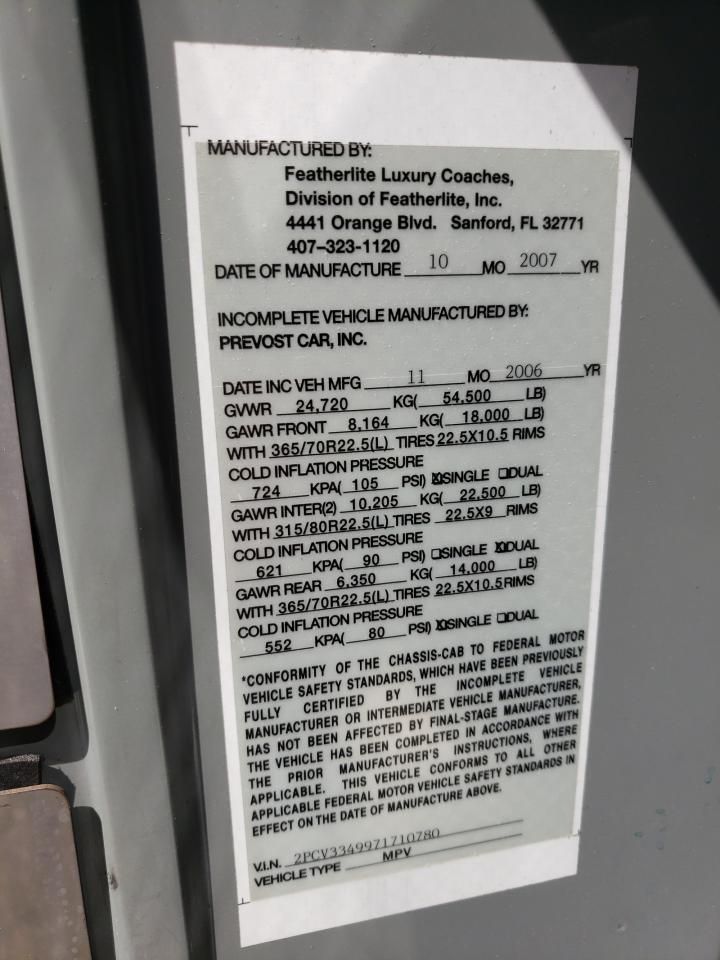 MANUFACTURED BY:
Featherlite Luxury Coaches,
Division of Featherlite, Inc.
4441 Orange Blvd. Sanford, FL 32771
407-323-1120
DATE OF MANUFACTURE 10 MO 2007 YR
INCOMPLETE VEHICLE MANUFACTURED BY:
PREVOST CAR, INC.
DATE INC VEH MFG 11 MO 2006 YR
GVWR 24,720 KG( 54,500 LB)
GAWR FRONT 8,164 KG( 18,000 LB)
WITH 365/70R22.5(L) TIRES 22.5X10.5 RIMS
COLD INFLATION PRESSURE
724 KPA( 105 PSI) ☒SINGLE ☐DUAL
GAWR INTER(2) 10,205 KG( 22,500 LB)
WITH 315/80R22.5(L) TIRES 22.5X9 RIMS
COLD INFLATION PRESSURE
621 KPA( 90 PSI) ☐SINGLE ☒DUAL
GAWR REAR 6,350 KG( 14,000 LB)
WITH 365/70R22.5(L) TIRES 22.5X10.5 RIMS
COLD INFLATION PRESSURE
552 KPA( 80 PSI) ☒SINGLE ☐DUAL
*CONFORMITY OF THE CHASSIS-CAB TO FEDERAL MOTOR
VEHICLE SAFETY STANDARDS, WHICH HAVE BEEN PREVIOUSLY
FULLY CERTIFIED BY THE INCOMPLETE VEHICLE
MANUFACTURER OR INTERMEDIATE VEHICLE MANUFACTURER,
HAS NOT BEEN AFFECTED BY FINAL-STAGE MANUFACTURE.
THE VEHICLE HAS BEEN COMPLETED IN ACCORDANCE WITH
THE PRIOR MANUFACTURER'S INSTRUCTIONS, WHERE
APPLICABLE. THIS VEHICLE CONFORMS TO ALL OTHER
APPLICABLE FEDERAL MOTOR VEHICLE SAFETY STANDARDS IN
EFFECT ON THE DATE OF MANUFACTURE ABOVE.
V.I.N. 2PCV3349971710780
VEHICLE TYPE MPV